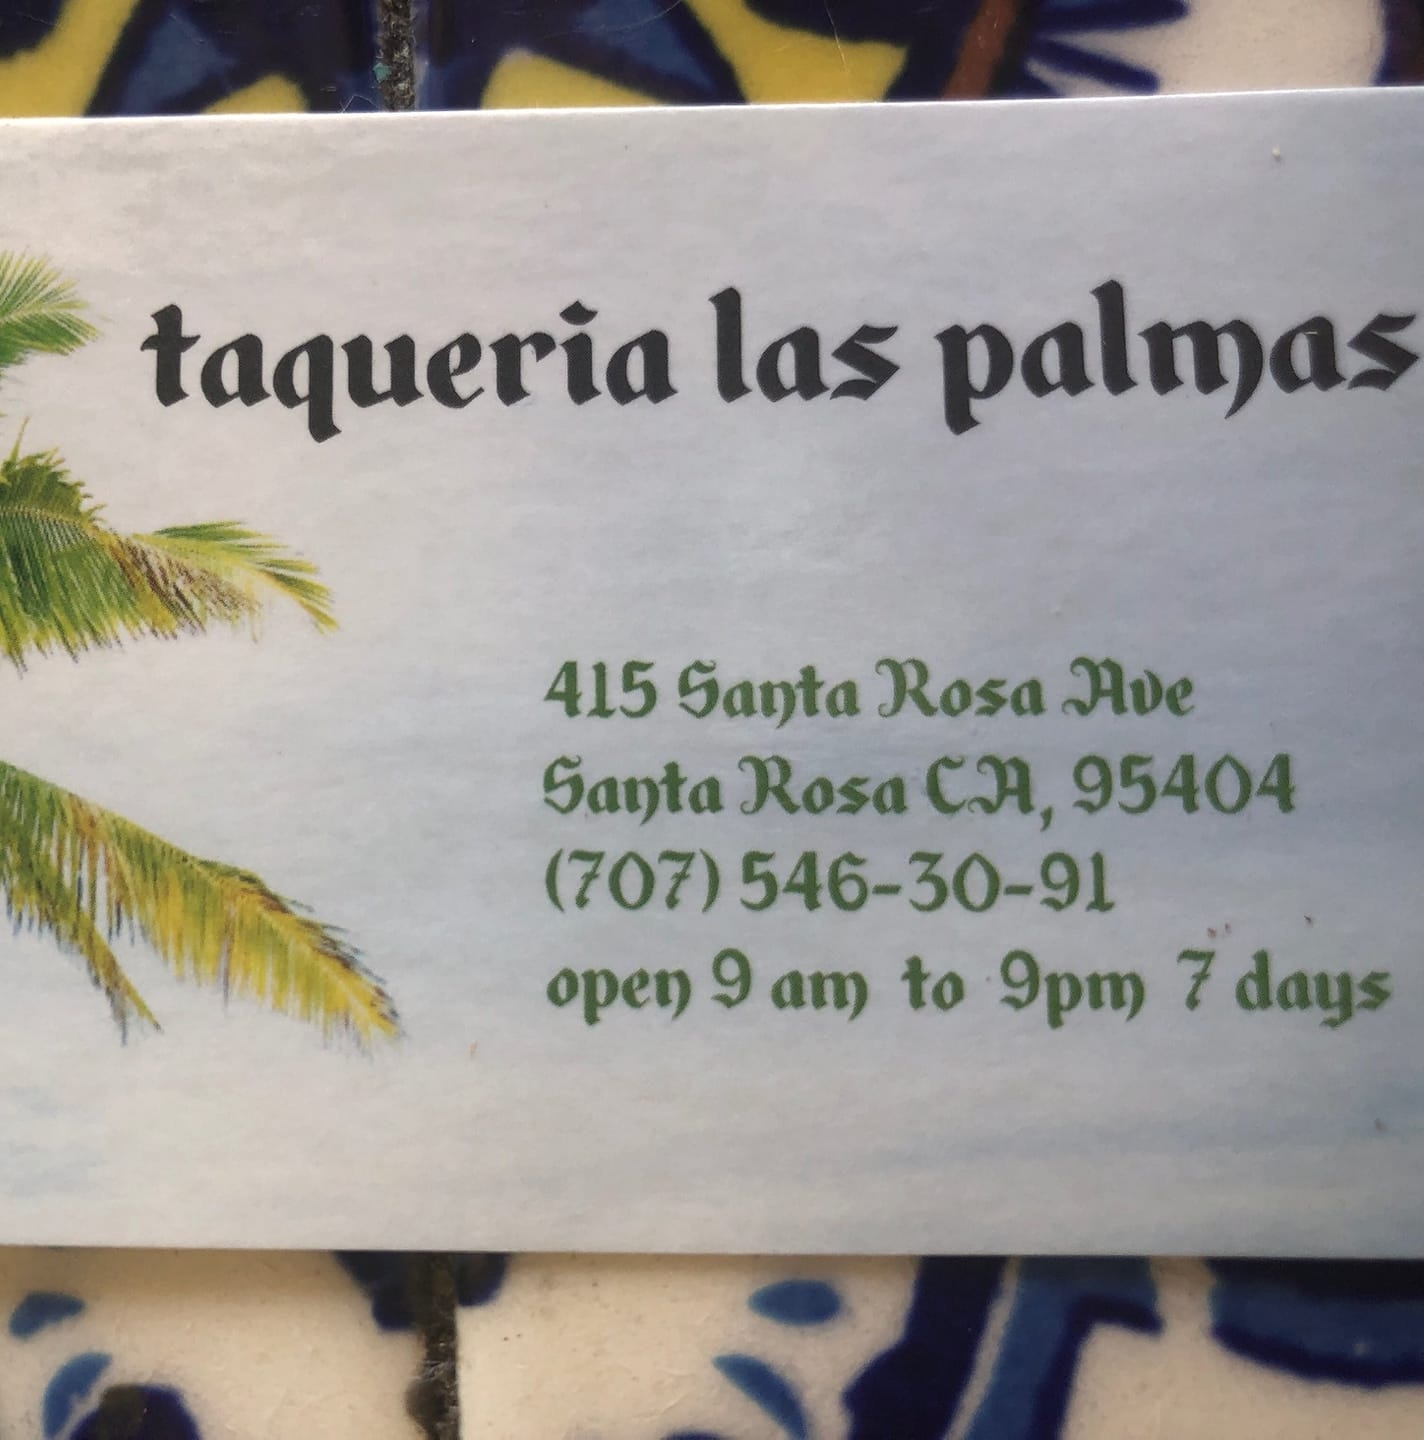 taqueria las palmas
415 Santa Rosa Ave
Santa Rosa CA, 95404
(707) 546-30-91
open 9 am to 9pm 7 days